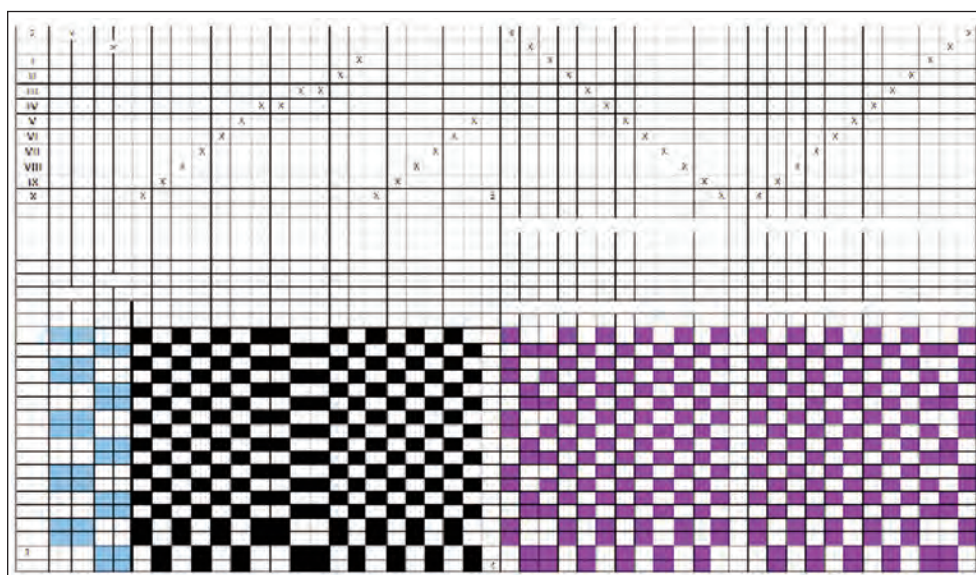 x x x x
x x x
I x x x
II x x x
III x x x x
IV x x x x
V x x x x
VI x x x x
VII x x x x
VIII x x x x
IX x x x x
X x x x x